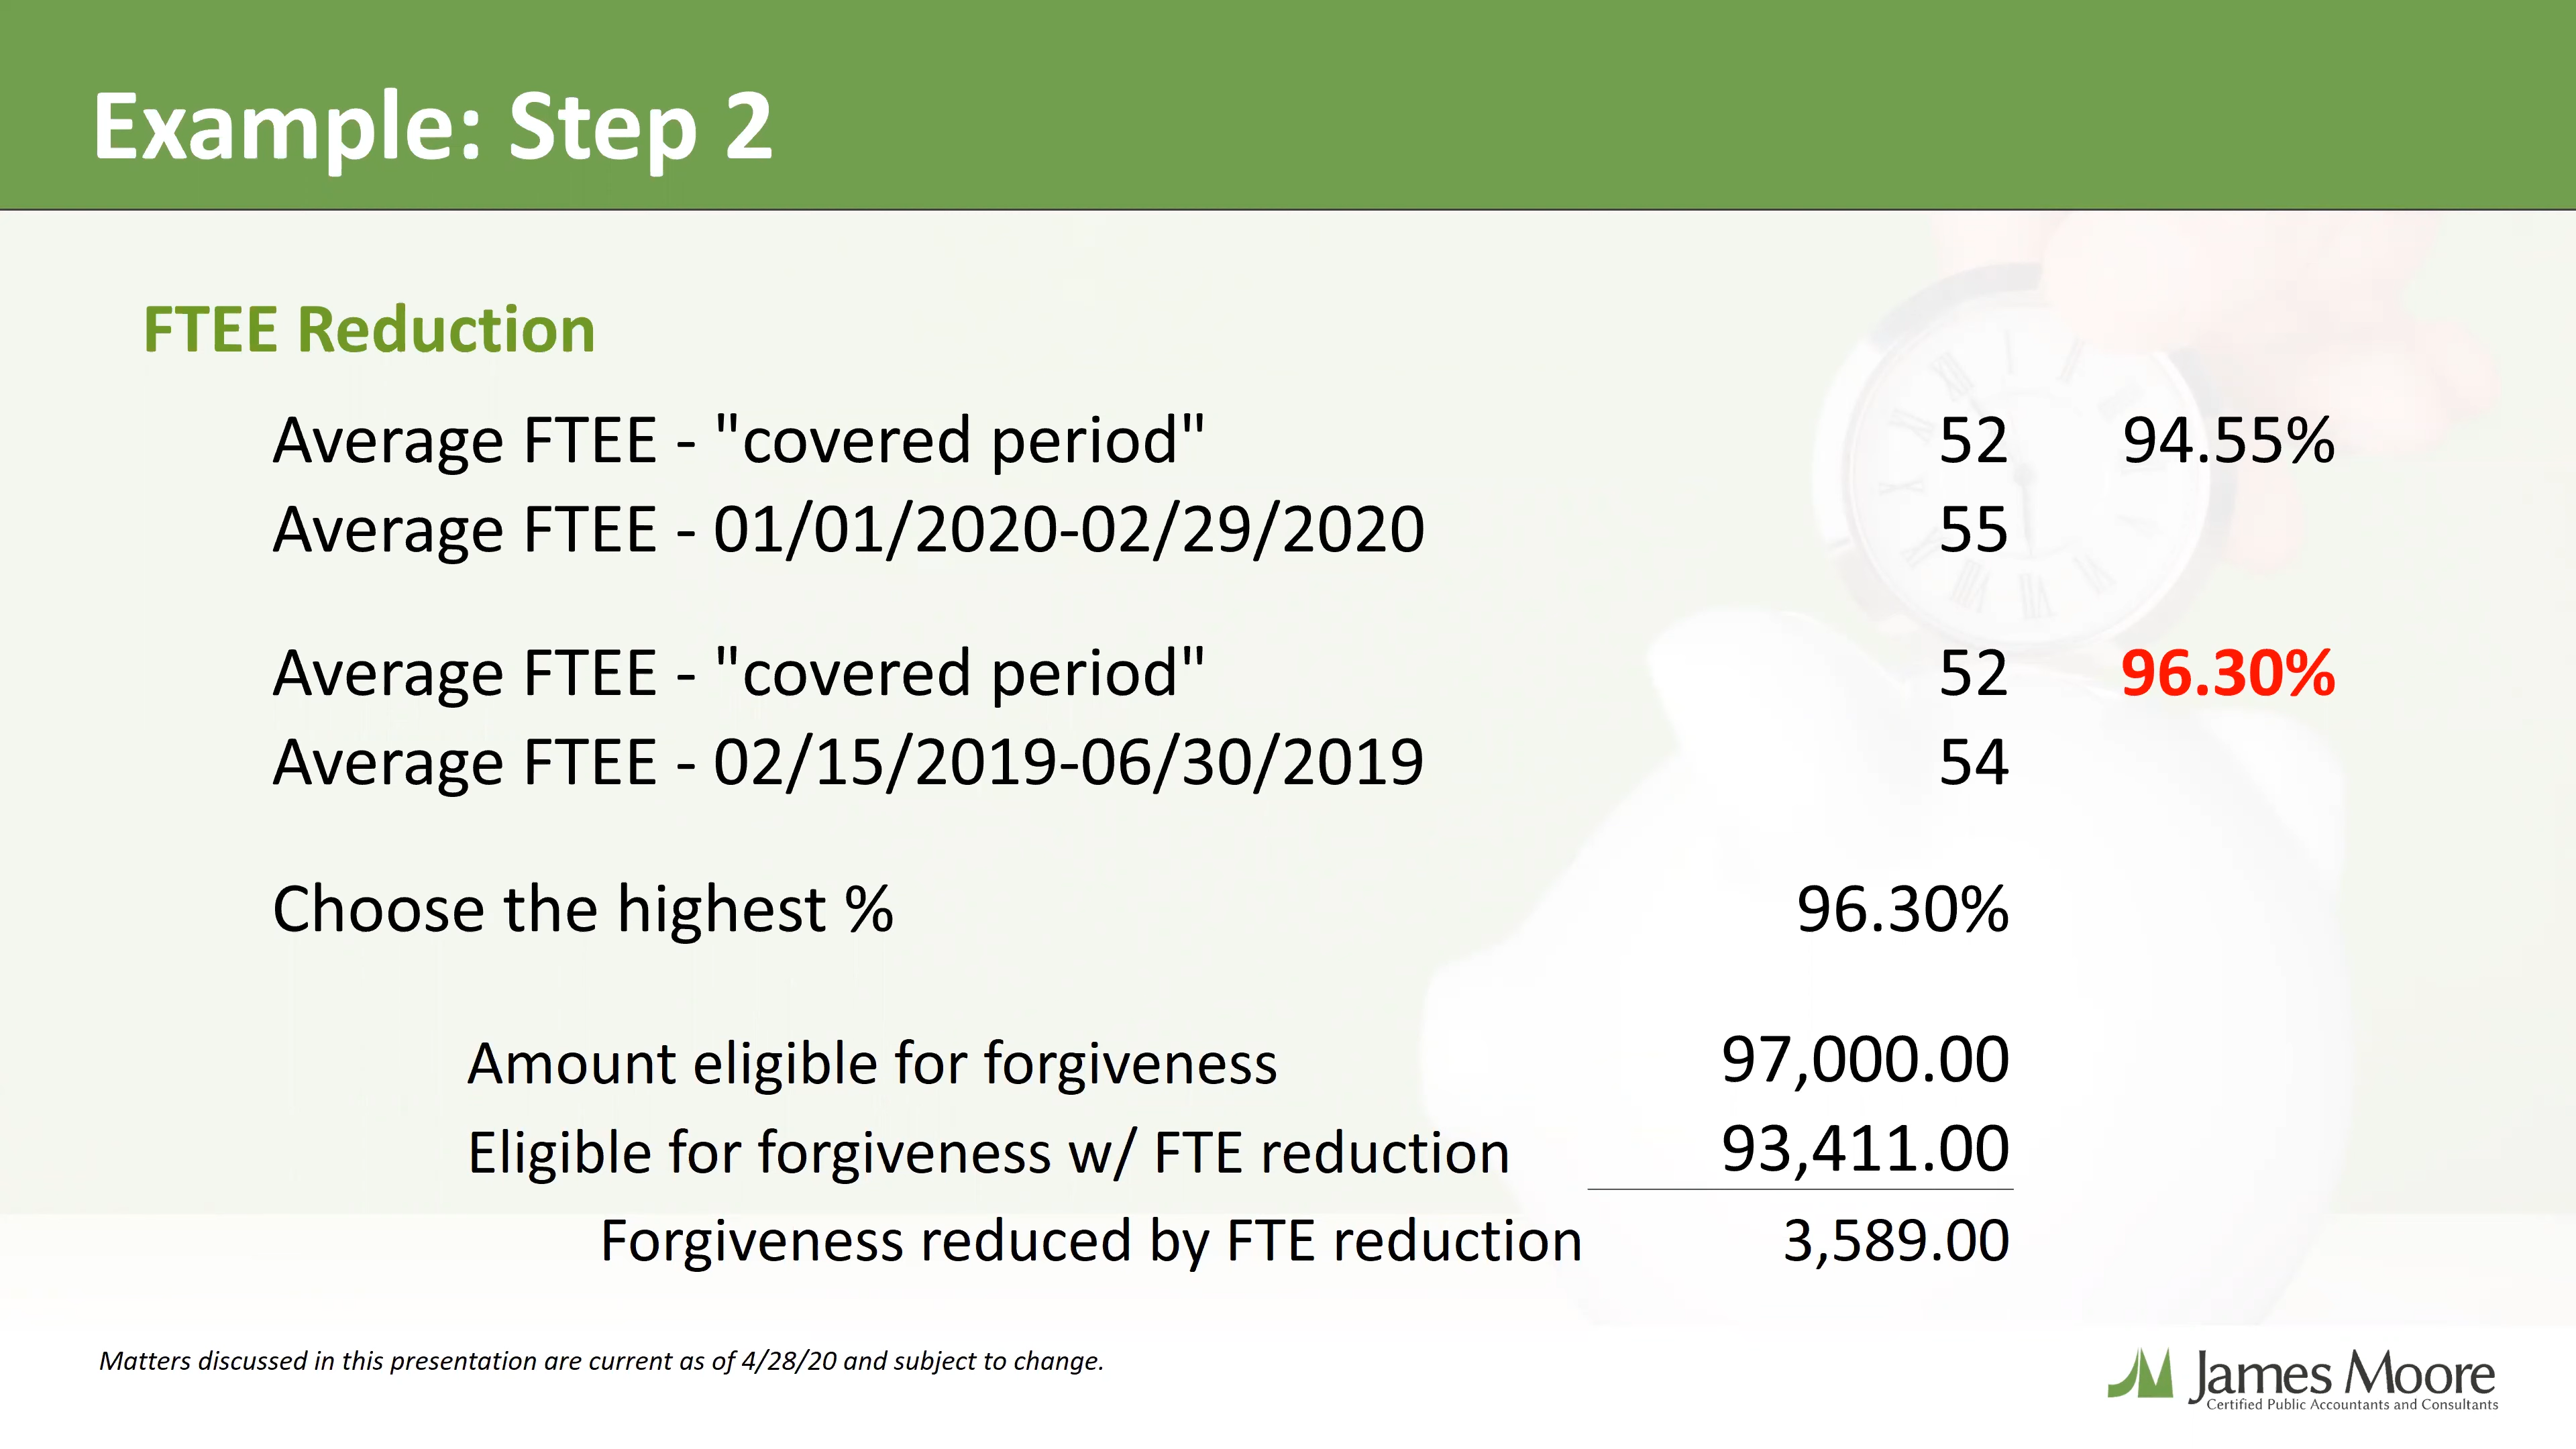 Example: Step 2
FTEE Reduction
Average FTEE - "covered period" 52 94.55%
Average FTEE - 01/01/2020-02/29/2020 55
Average FTEE - "covered period" 52 96.30%
Average FTEE - 02/15/2019-06/30/2019 54
Choose the highest % 96.30%
Amount eligible for forgiveness 97,000.00
Eligible for forgiveness w/ FTE reduction 93,411.00
Forgiveness reduced by FTE reduction 3,589.00
Matters discussed in this presentation are current as of 4/28/20 and subject to change.
James Moore
Certified Public Accountants and Consultants